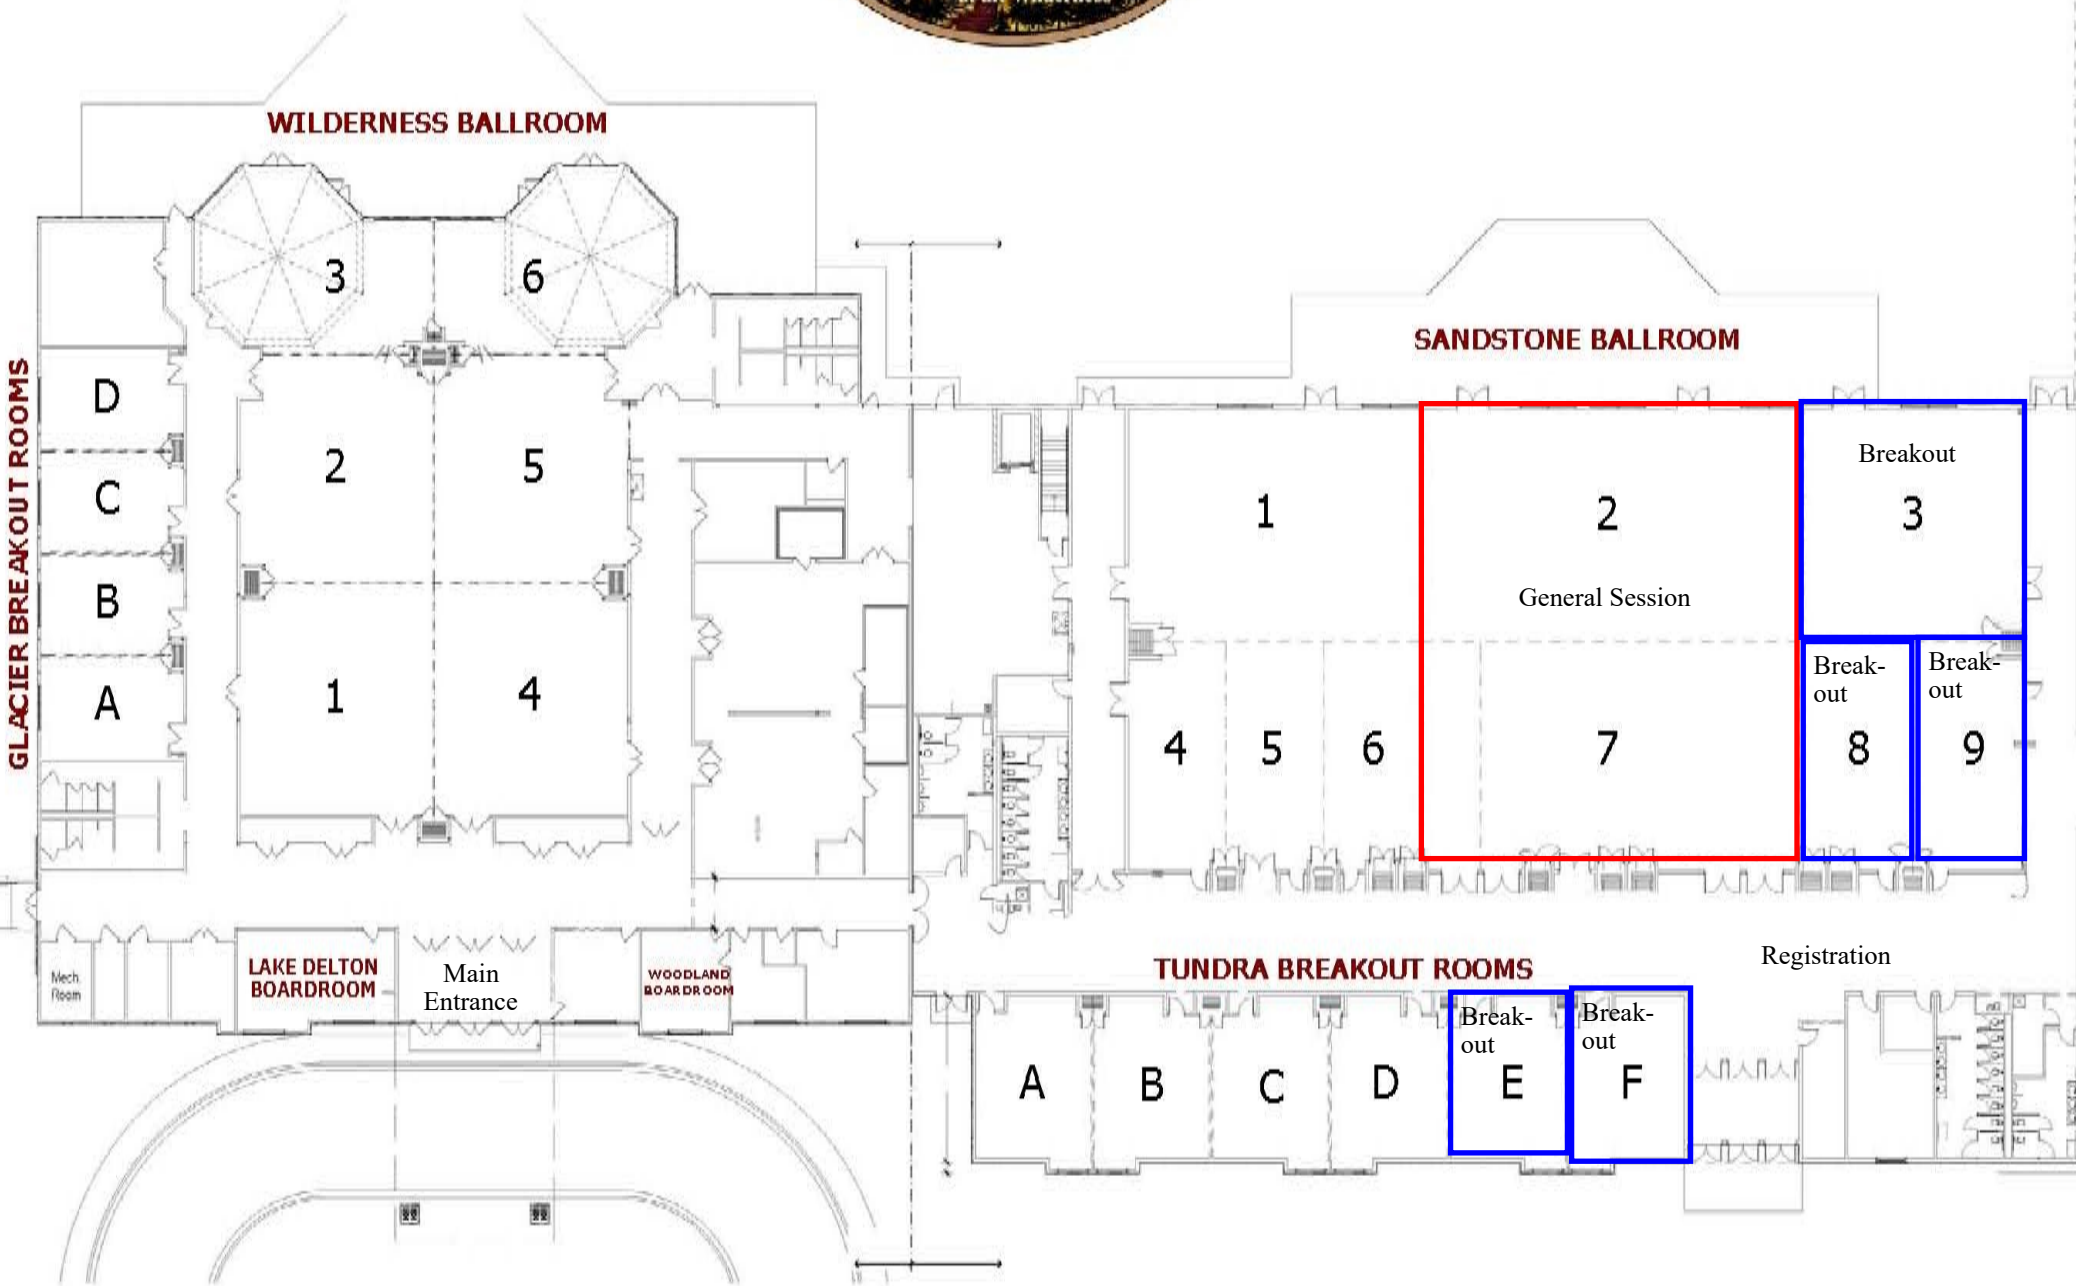 WILDERNESS BALLROOM
3
6
SANDSTONE BALLROOM
GLACIER BREAKOUT ROOMS
D
C
B
A
2
5
1
4
1
2
General Session
Breakout
3
4
5
6
7
Break-
out
8
Break-
out
9
Mech.
Room
LAKE DELTON
BOARDROOM
Main
Entrance
WOODLAND
BOARDROOM
TUNDRA BREAKOUT ROOMS
Registration
A
B
C
D
Break-
out
E
Break-
out
F